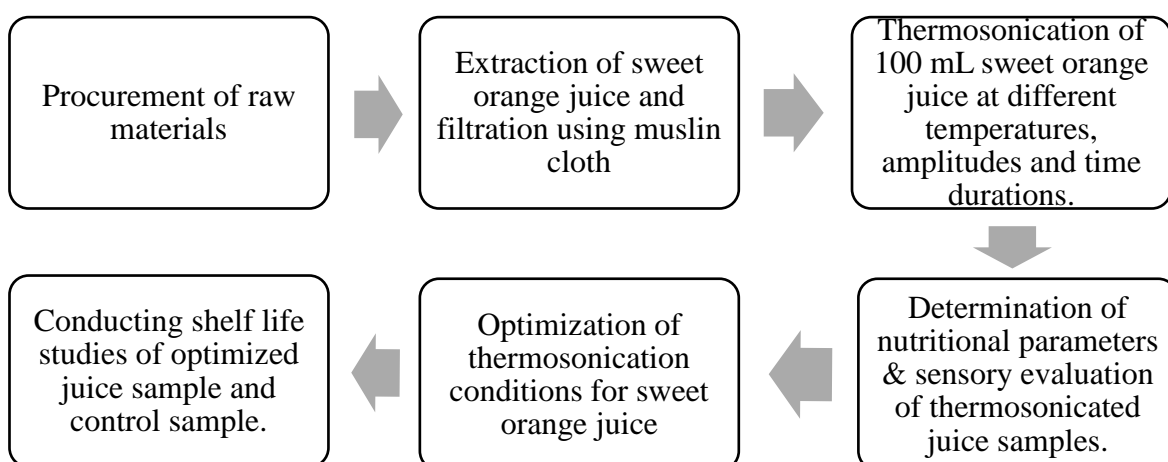 Procurement of raw
materials
Extraction of sweet
orange juice and
filtration using muslin
cloth
Thermosonication of
100 mL sweet orange
juice at different
temperatures,
amplitudes and time
durations.
Determination of
nutritional parameters
& sensory evaluation
of thermosonicated
juice samples.
Optimization of
thermosonication
conditions for sweet
orange juice
Conducting shelf life
studies of optimized
juice sample and
control sample.